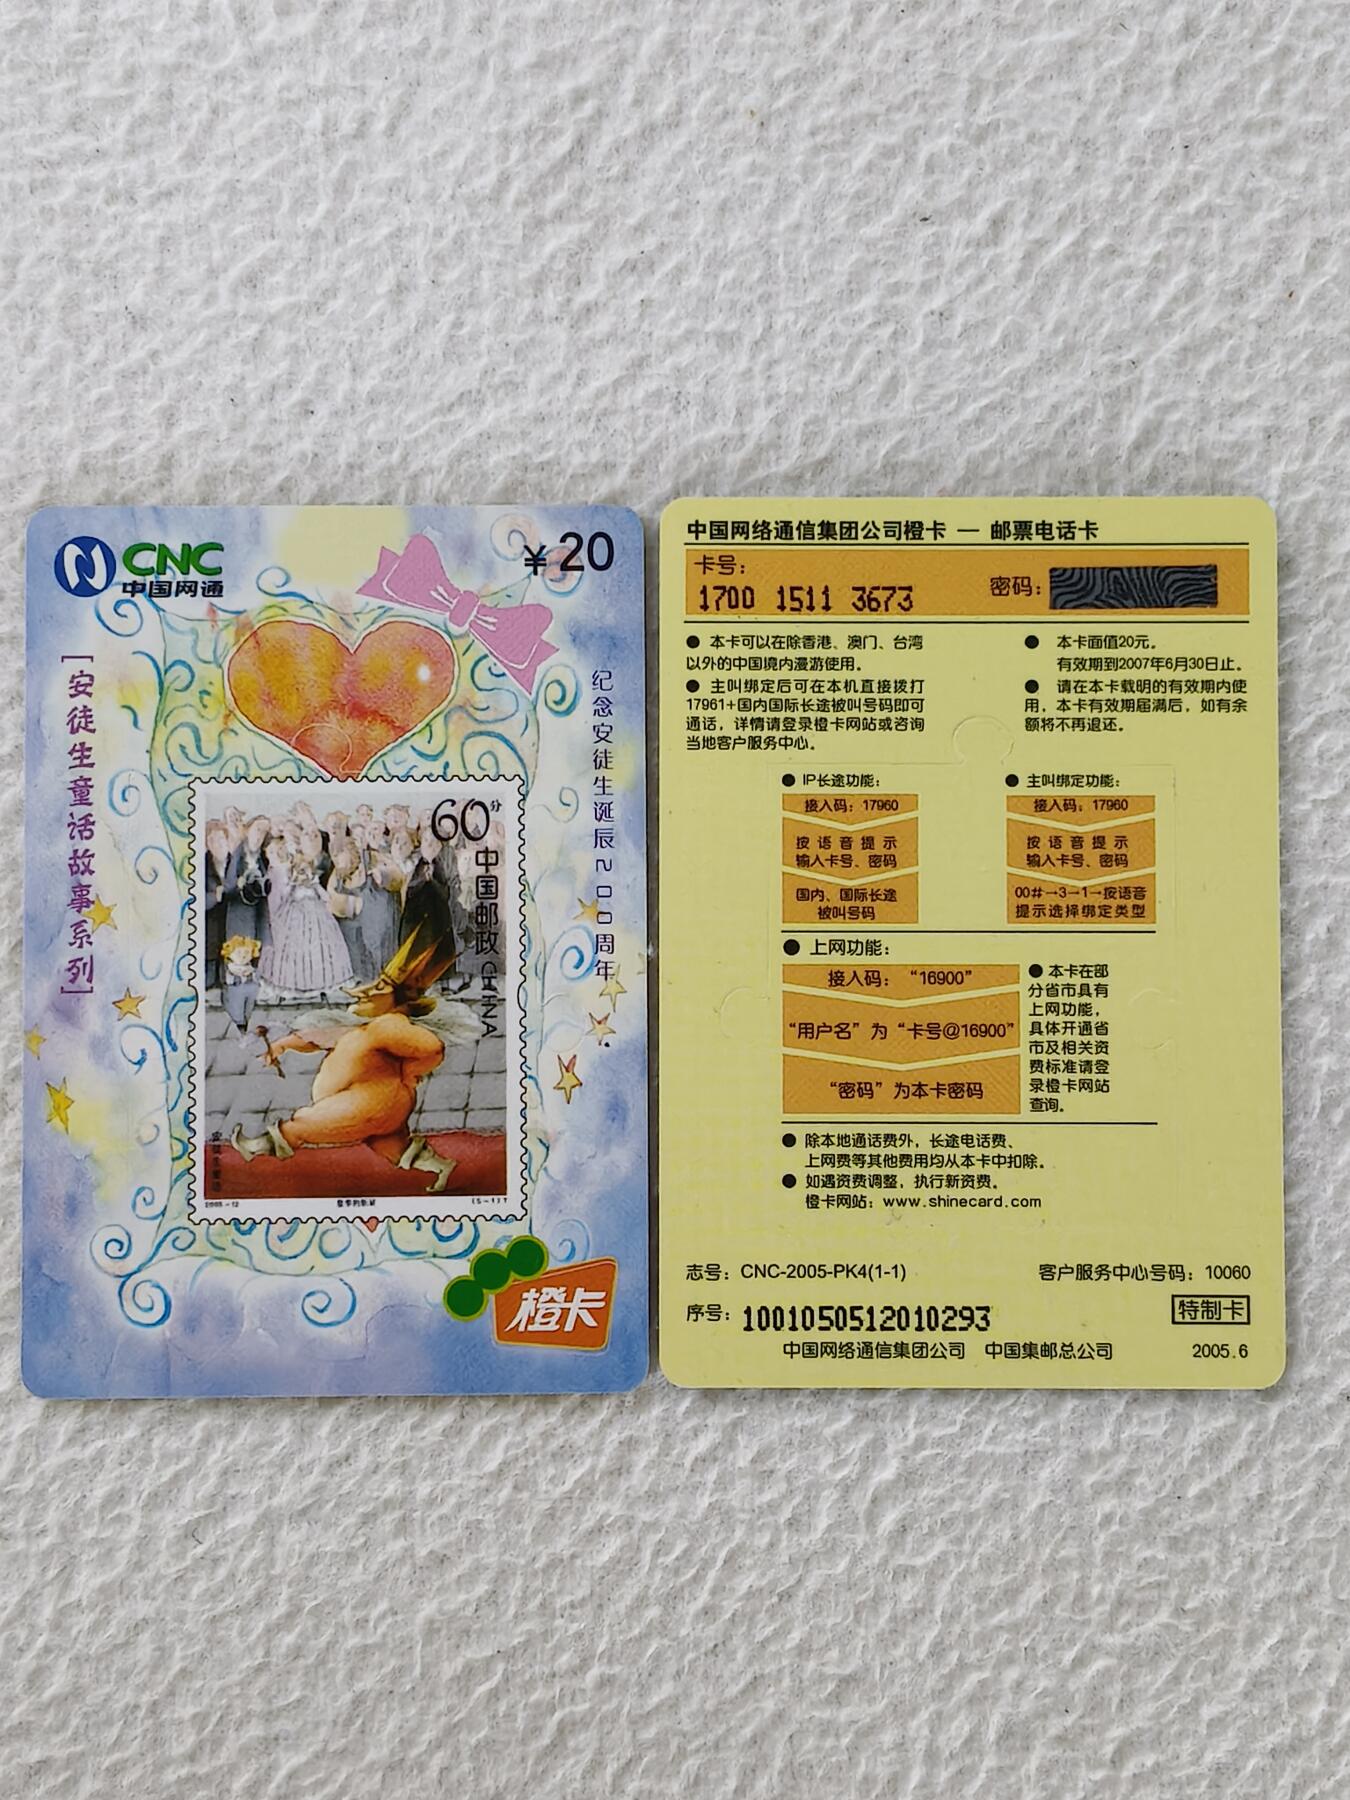 CNC
中国网通
¥20
[安徒生童话故事系列]
纪念安徒生诞辰200周年
60分
中国邮政 CHINA
安徒生童话
2005-12
皇帝的新装
(5-1)T
橙卡
中国网络通信集团公司橙卡 — 邮票电话卡
卡号:
1700 1511 3673
密码:
● 本卡可以在除香港、澳门、台湾
以外的中国境内漫游使用。
● 主叫绑定后可在本机直接拨打
17961+国内国际长途被叫号码即可
通话，详情请登录橙卡网站或咨询
当地客户服务中心。
● 本卡面值20元。
有效期到2007年6月30日止。
● 请在本卡载明的有效期内使
用，本卡有效期届满后，如有余
额将不再退还。
● IP长途功能:
接入码: 17960
按语音提示
输入卡号、密码
国内、国际长途
被叫号码
● 主叫绑定功能:
接入码: 17960
按语音提示
输入卡号、密码
00#→3→1→按语音
提示选择绑定类型
● 上网功能:
接入码: “16900”
“用户名”为“卡号@16900”
“密码”为本卡密码
● 本卡在部
分省市具有
上网功能，
具体开通省
市及相关资
费标准请登
录橙卡网站
查询。
● 除本地通话费外，长途电话费、
上网费等其他费用均从本卡中扣除。
● 如遇资费调整，执行新资费。
橙卡网站: www.shinecard.com
志号: CNC-2005-PK4(1-1)
客户服务中心号码: 10060
序号: 1001050512010293
特制卡
中国网络通信集团公司 中国集邮总公司
2005.6